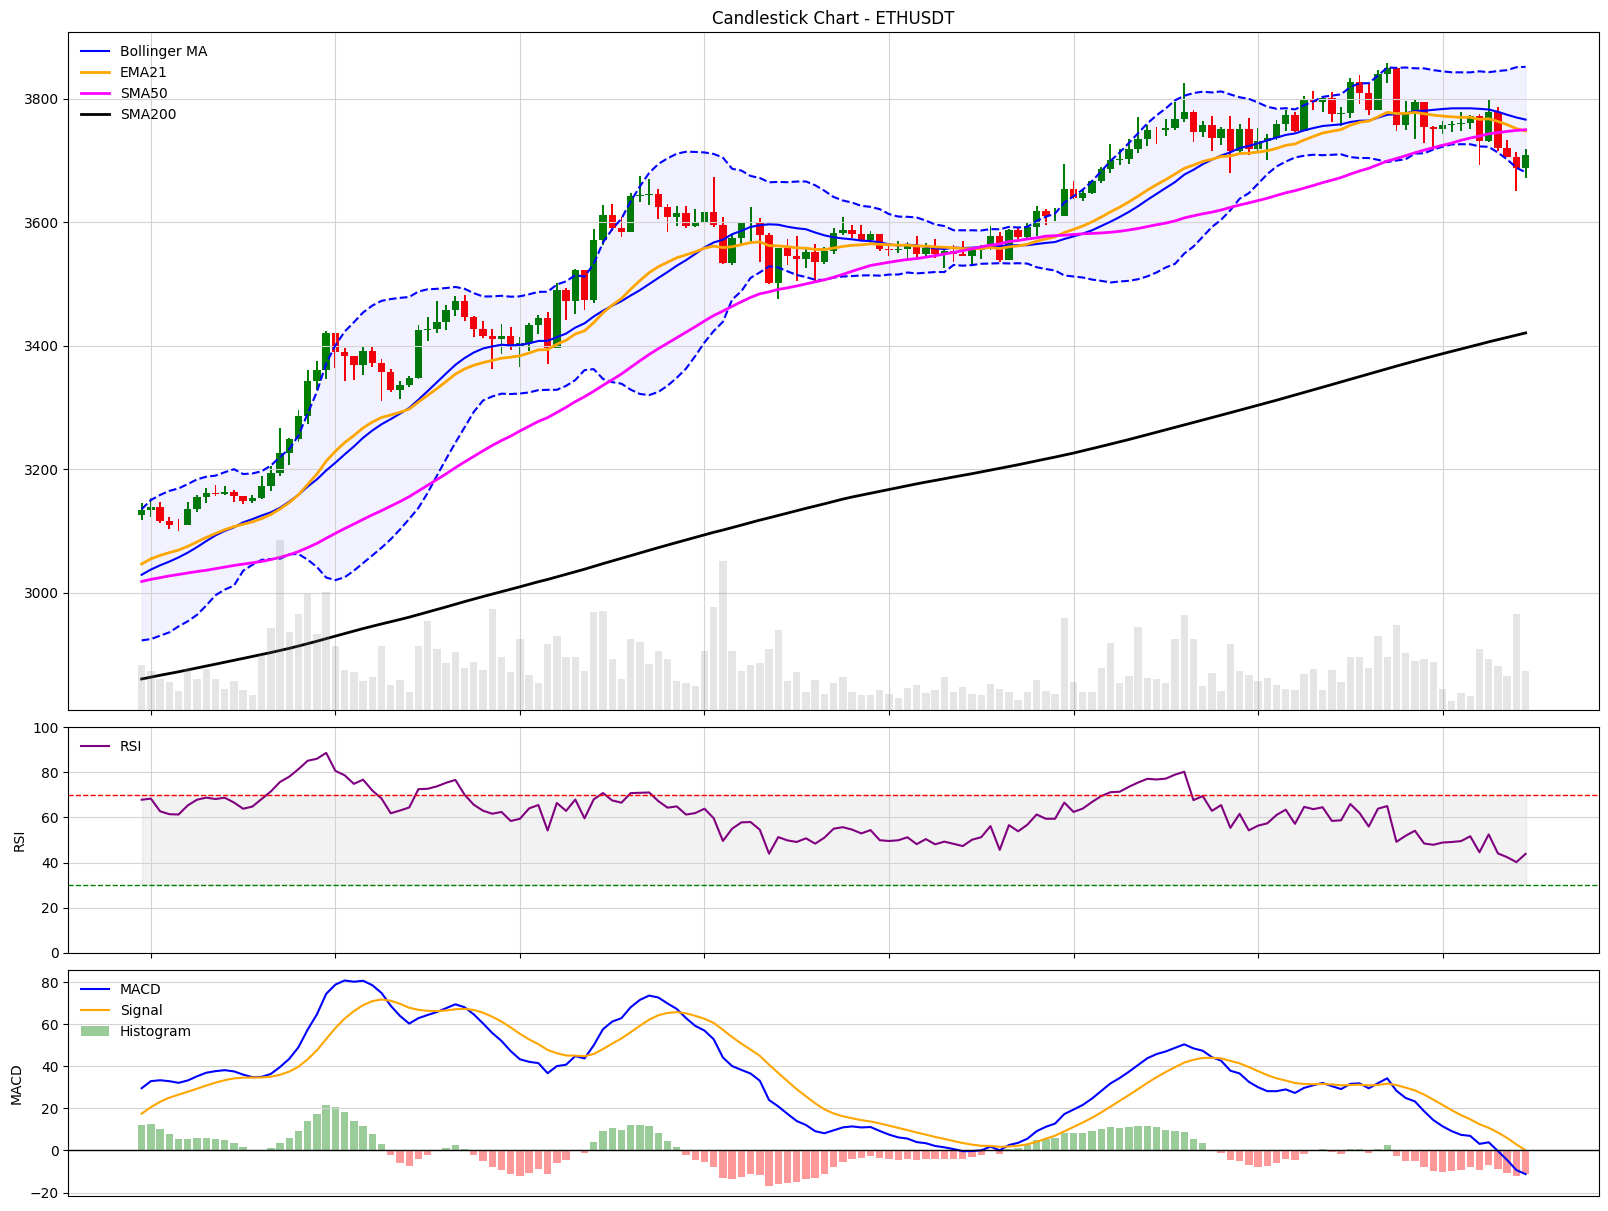 Candlestick Chart - ETHUSDT
Bollinger MA
EMA21
SMA50
SMA200
3800
3600
3400
3200
3000
RSI
100
80
60
40
20
0
RSI
MACD
Signal
Histogram
80
60
40
20
0
−20
MACD